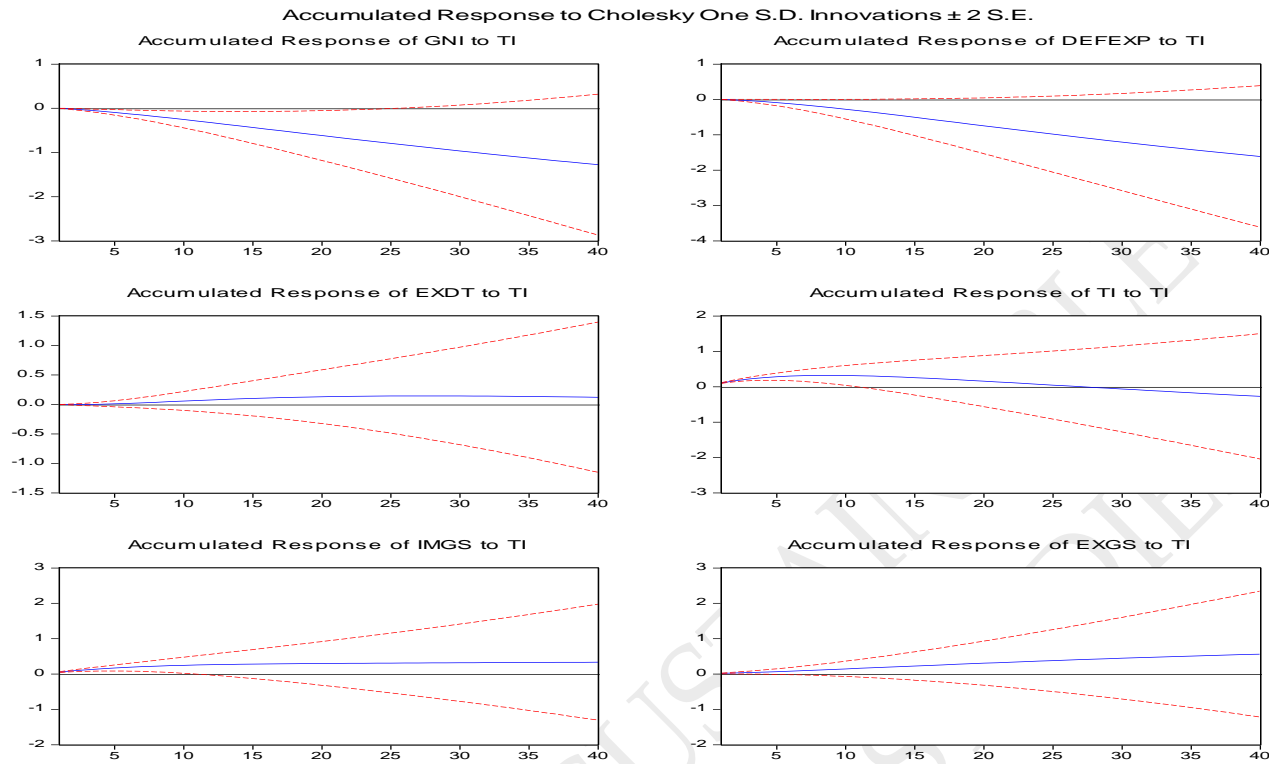 Accumulated Response to Cholesky One S.D. Innovations ± 2 S.E.
Accumulated Response of GNI to TI
1
0
-1
-2
-3
5 10 15 20 25 30 35 40
Accumulated Response of DEFEXP to TI
1
0
-1
-2
-3
-4
5 10 15 20 25 30 35 40
Accumulated Response of EXDT to TI
1.5
1.0
0.5
0.0
-0.5
-1.0
-1.5
5 10 15 20 25 30 35 40
Accumulated Response of TI to TI
2
1
0
-1
-2
-3
5 10 15 20 25 30 35 40
Accumulated Response of IMGS to TI
3
2
1
0
-1
-2
5 10 15 20 25 30 35 40
Accumulated Response of EXGS to TI
3
2
1
0
-1
-2
5 10 15 20 25 30 35 40